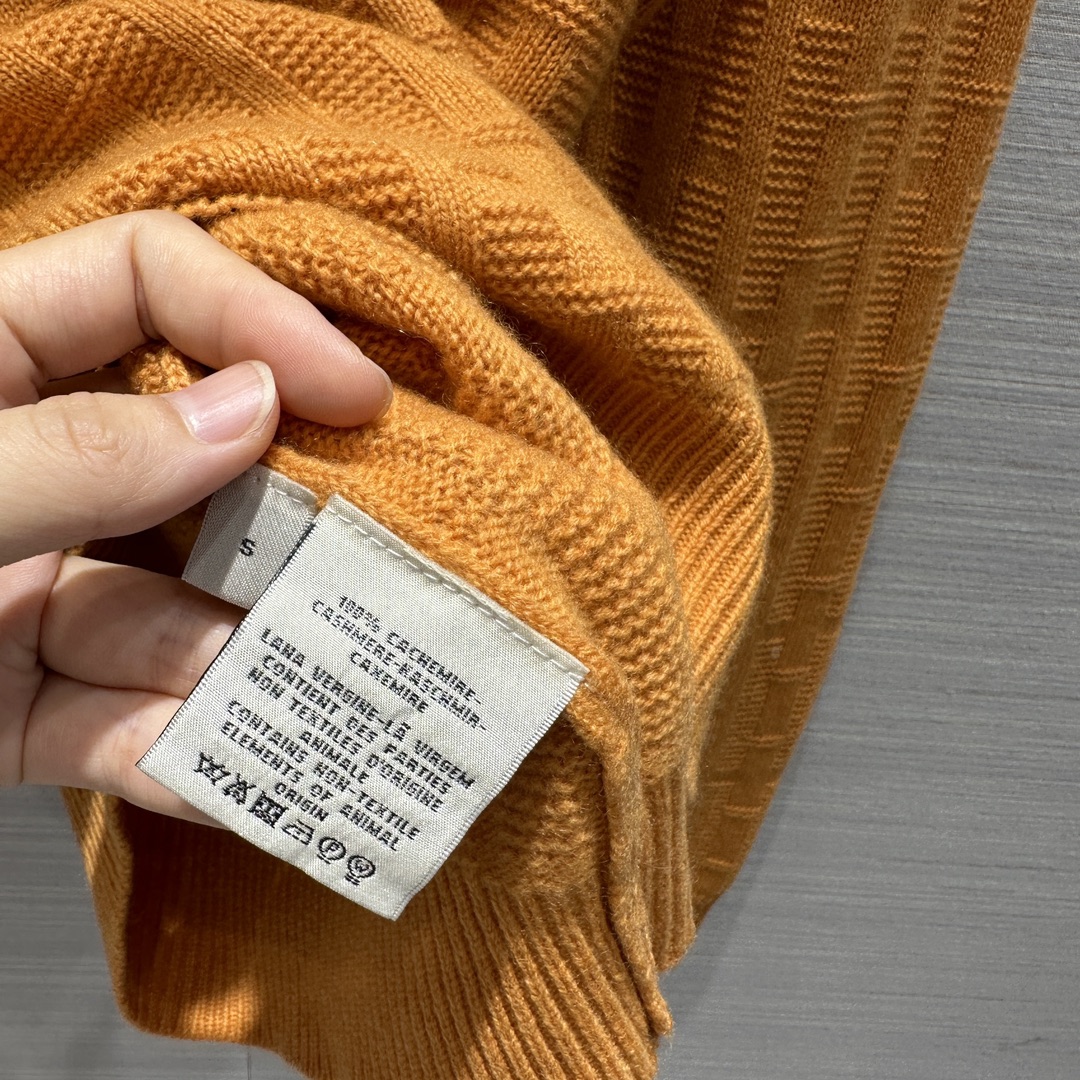 S
100% CACHEMIRE-
CASHMERE-KASCHMIR-
CAXEMIRE
LANA VERGINE-LÃ VIRGEM
CONTIENT DES PARTIES
NON TEXTILES D'ORIGINE
ANIMALE
CONTAINS NON-TEXTILE
ELEMENTS OF ANIMAL
ORIGIN
P W